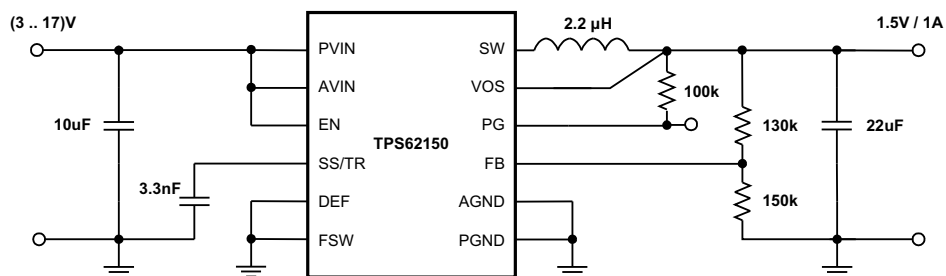 (3 .. 17)V
2.2 µH
1.5V / 1A
PVIN
SW
AVIN
VOS
100k
10uF
EN
PG
130k
22uF
TPS62150
SS/TR
FB
3.3nF
DEF
AGND
150k
FSW
PGND